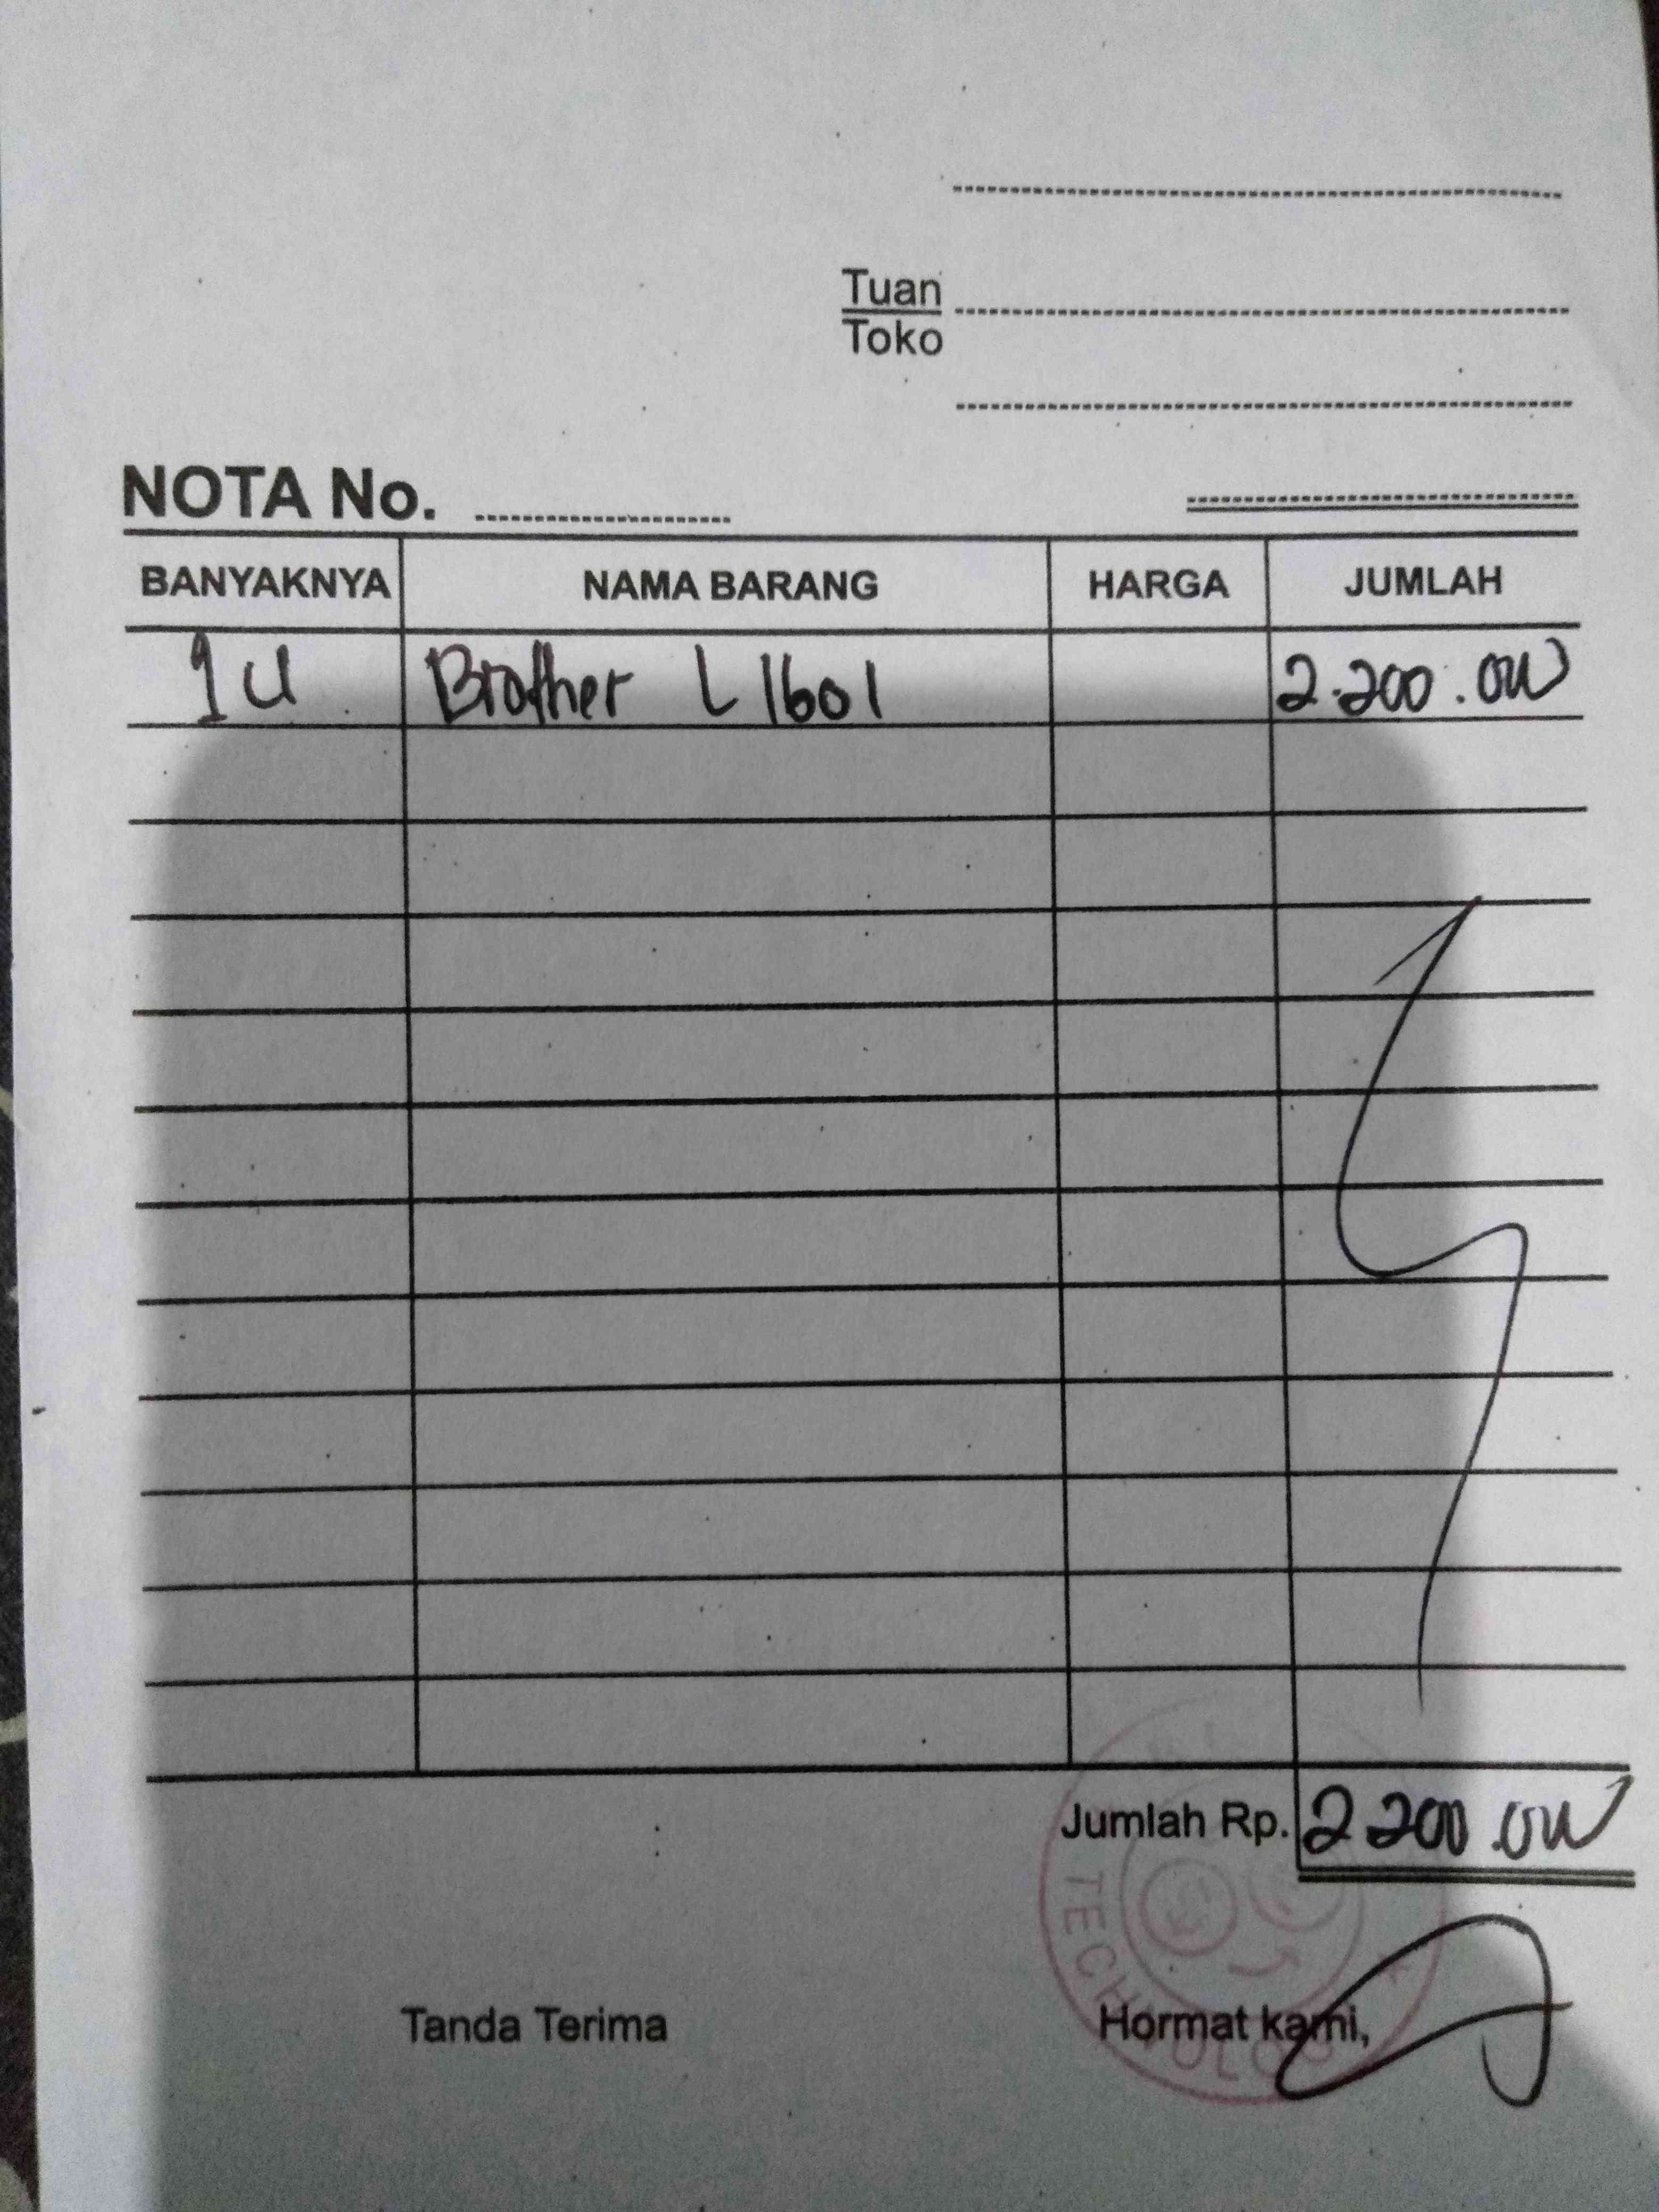 Tuan
Toko
NOTA No.
BANYAKNYA NAMA BARANG HARGA JUMLAH
1 u Brother L 1601 2.200.000
Jumlah Rp. 2 200.000
Tanda Terima Hormat kami,